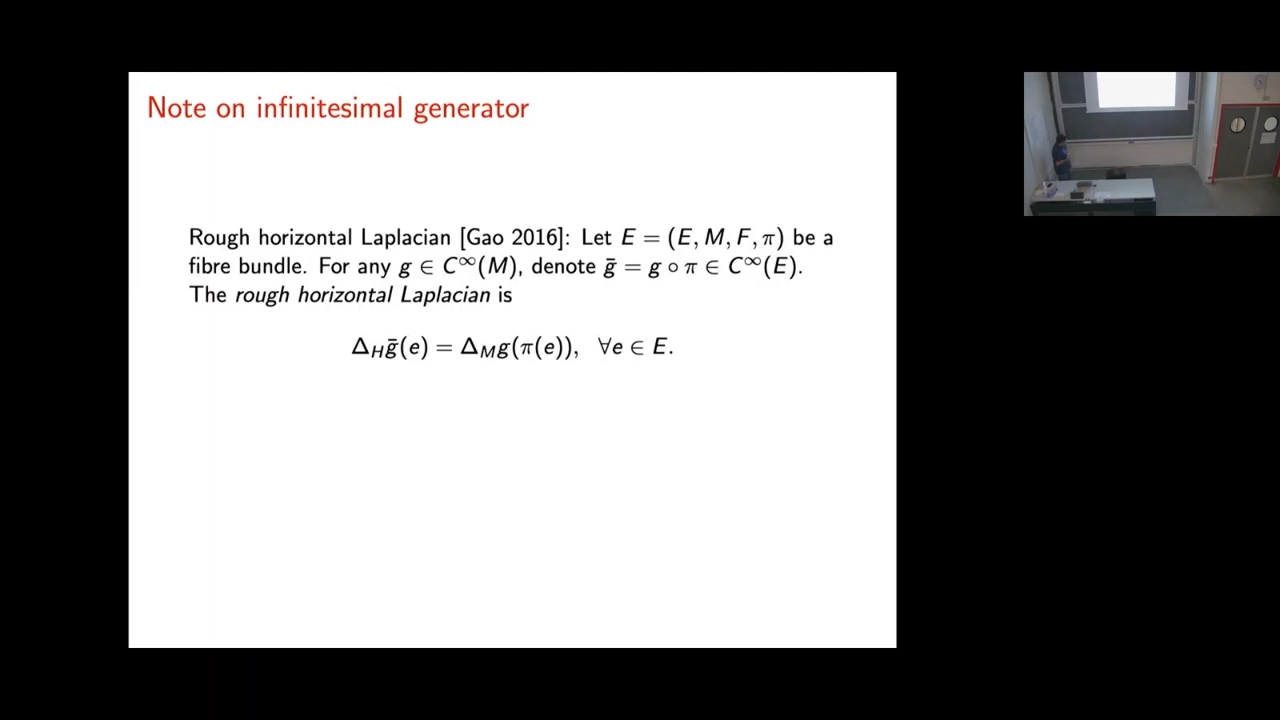 Note on infinitesimal generator
Rough horizontal Laplacian [Gao 2016]: Let E = (E, M, F, π) be a
fibre bundle. For any g ∈ C∞(M), denote ḡ = g ∘ π ∈ C∞(E).
The rough horizontal Laplacian is
Δ_H ḡ(e) = Δ_M g(π(e)), ∀e ∈ E.